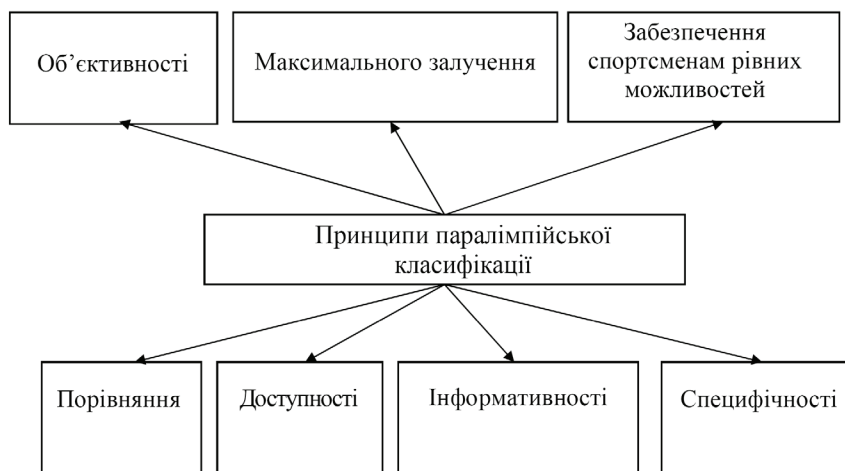 Об’єктивності
Максимального залучення
Забезпечення
спортсменам рівних
можливостей
Принципи паралімпійської
класифікації
Порівняння
Доступності
Інформативності
Специфічності